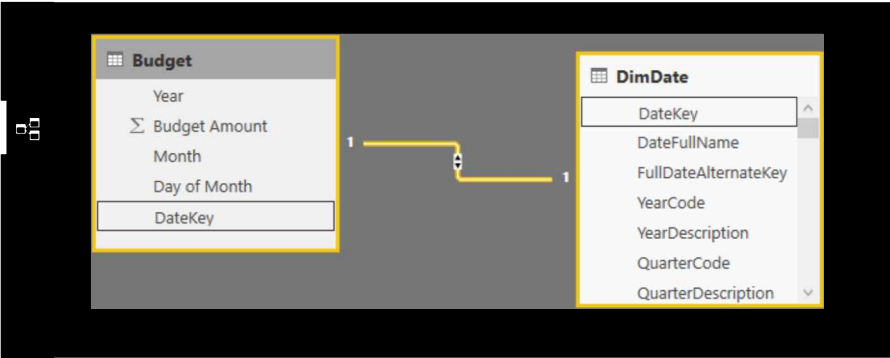 Budget
Year
Σ Budget Amount
Month
Day of Month
DateKey
1
1
DimDate
DateKey
DateFullName
FullDateAlternateKey
YearCode
YearDescription
QuarterCode
QuarterDescription